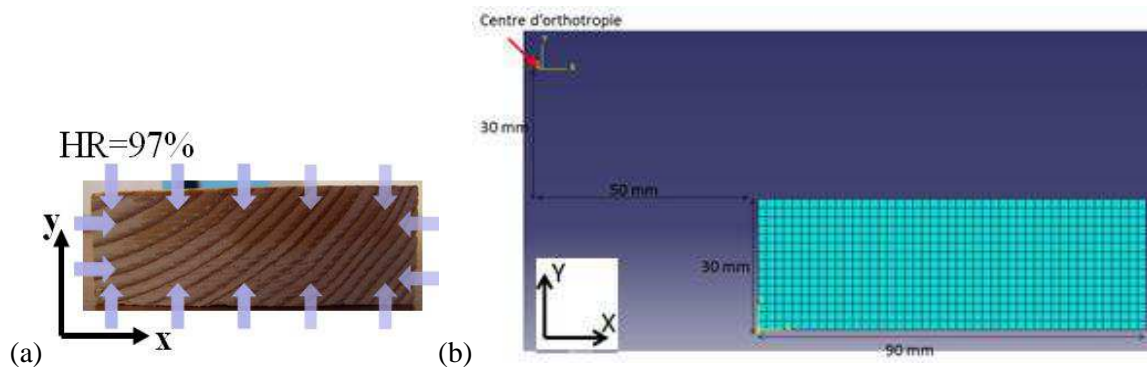 HR=97%
y
x
(a)
Centre d'orthotropie
30 mm
50 mm
30 mm
Y
X
90 mm
(b)